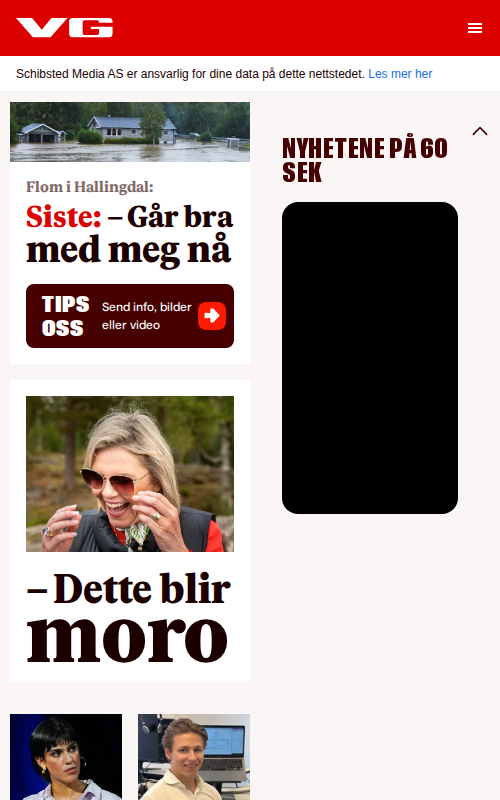 VG
Schibsted Media AS er ansvarlig for dine data på dette nettstedet. Les mer her
Flom i Hallingdal:
Siste: – Går bra
med meg nå
TIPS
OSS
Send info, bilder
eller video
– Dette blir
moro
NYHETENE PÅ 60
SEK